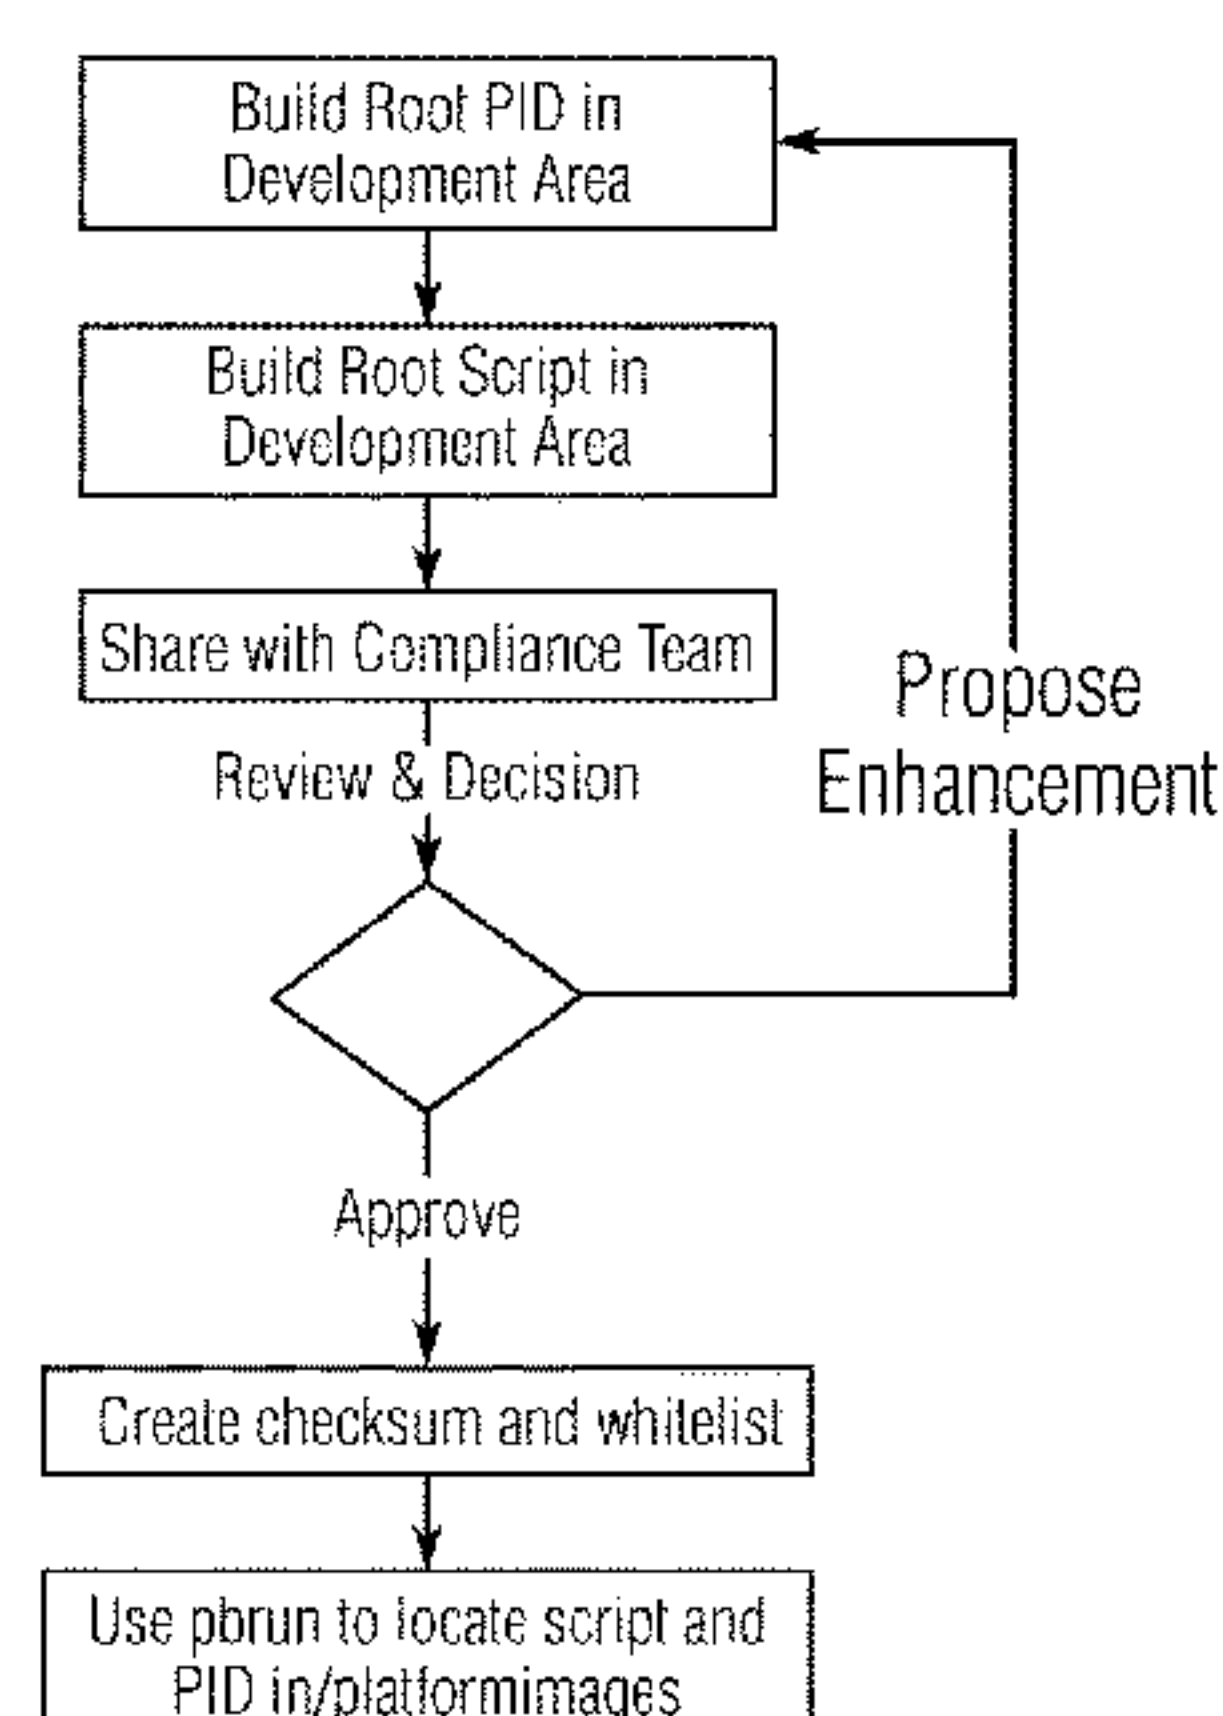 Build Root PID in
Development Area
Build Root Script in
Development Area
Share with Compliance Team
Propose
Enhancement
Review & Decision
Approve
Create checksum and whitelist
Use pbrun to locate script and
PID in/platformimages